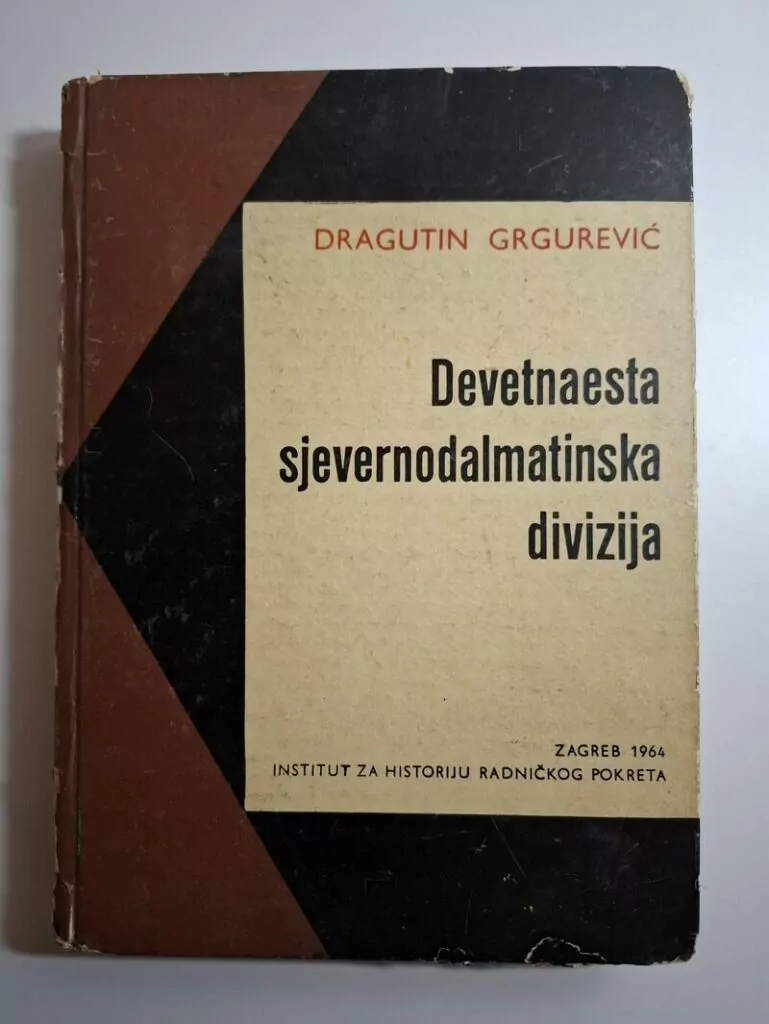 DRAGUTIN GRGUREVIĆ
Devetnaesta
sjevernodalmatinska
divizija
ZAGREB 1964
INSTITUT ZA HISTORIJU RADNIČKOG POKRETA